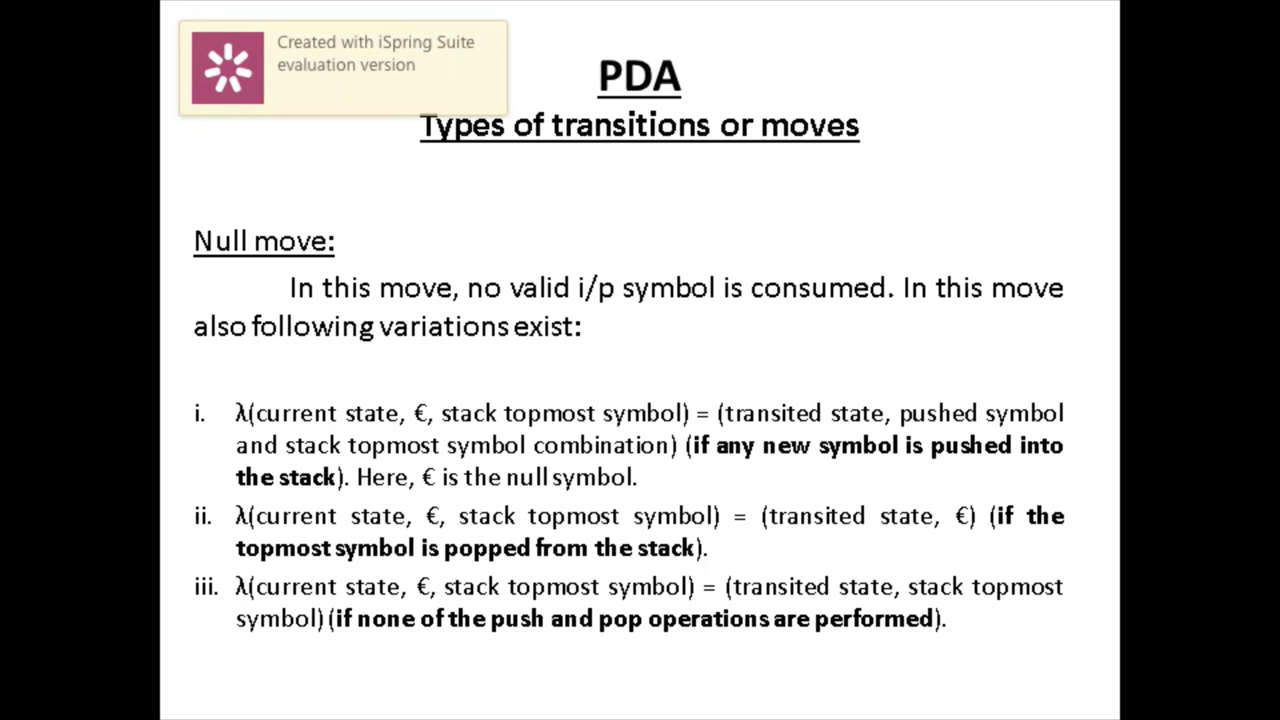 Created with iSpring Suite
evaluation version
PDA
Types of transitions or moves
Null move:
In this move, no valid i/p symbol is consumed. In this move
also following variations exist:
i. λ(current state, €, stack topmost symbol) = (transited state, pushed symbol
and stack topmost symbol combination) (if any new symbol is pushed into
the stack). Here, € is the null symbol.
ii. λ(current state, €, stack topmost symbol) = (transited state, €) (if the
topmost symbol is popped from the stack).
iii. λ(current state, €, stack topmost symbol) = (transited state, stack topmost
symbol) (if none of the push and pop operations are performed).